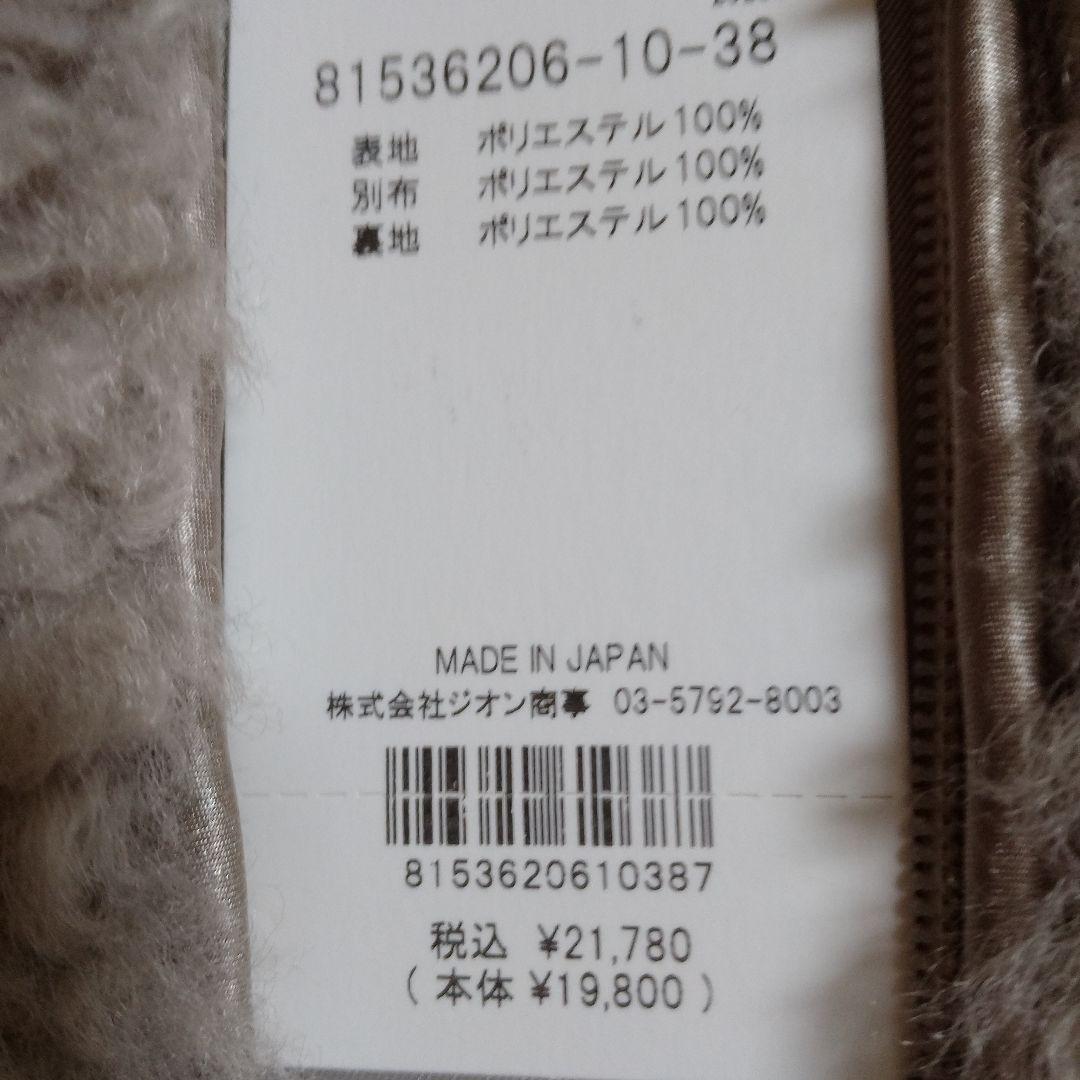 81536206-10-38
表地 ポリエステル100%
別布 ポリエステル100%
裏地 ポリエステル100%
MADE IN JAPAN
株式会社ジオン商事 03-5792-8003
8153620610387
税込 ¥21,780
( 本体 ¥19,800 )